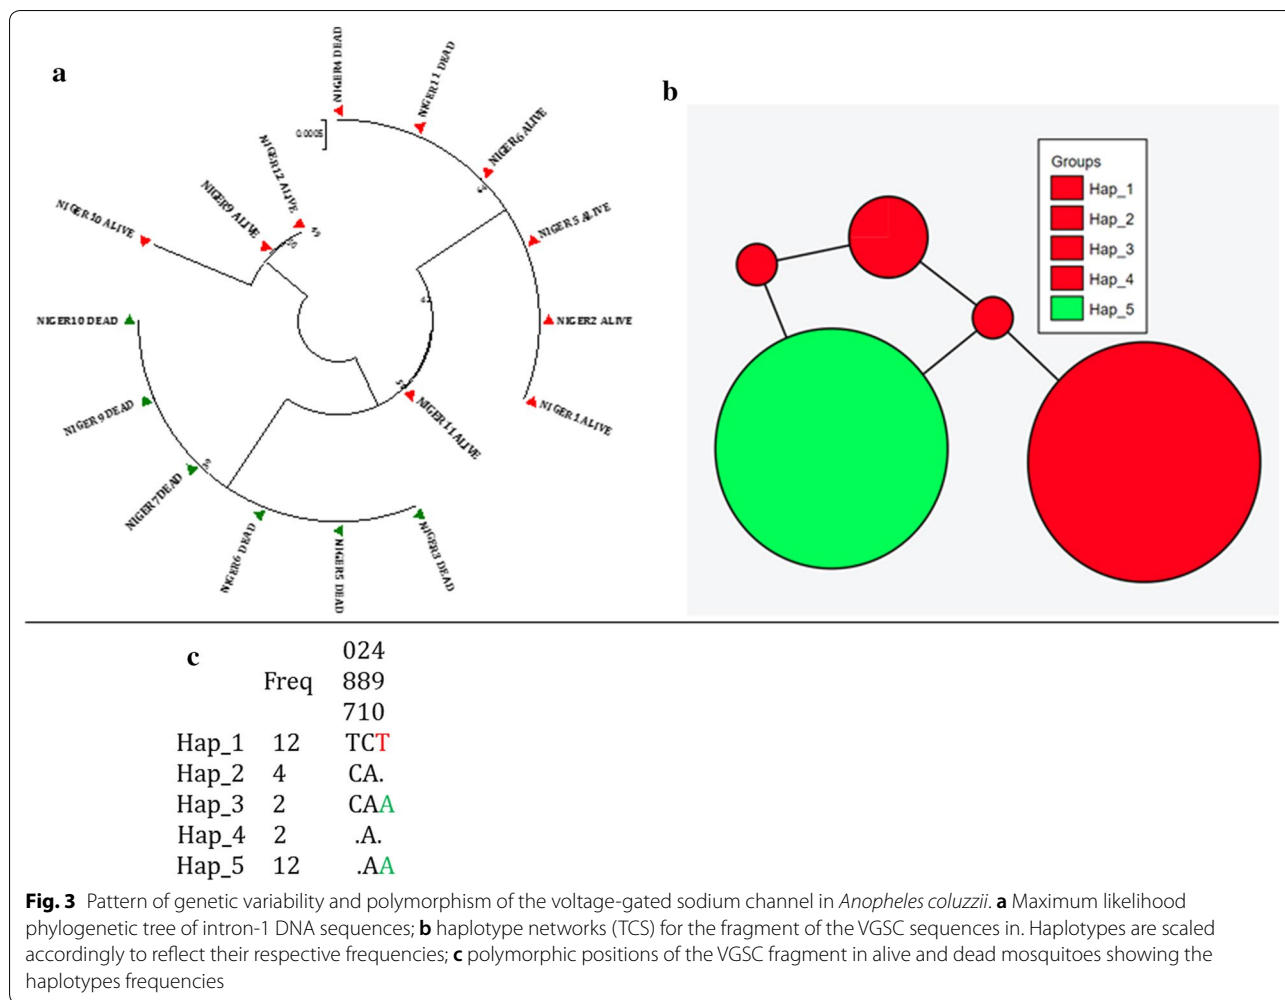 a
NIGER4 DEAD
NIGER11 DEAD
NIGER6 ALIVE
NIGER5 ALIVE
NIGER2 ALIVE
NIGER1 ALIVE
NIGER11 ALIVE
NIGER3 DEAD
NIGER5 DEAD
NIGER6 DEAD
NIGER7 DEAD
NIGER9 DEAD
NIGER10 DEAD
NIGER10 ALIVE
NIGER9 ALIVE
NIGER12 ALIVE
0.0005
b
Groups
Hap_1
Hap_2
Hap_3
Hap_4
Hap_5
c
024
Freq 889
710
Hap_1 12 TCT
Hap_2 4 CA.
Hap_3 2 CAA
Hap_4 2 .A.
Hap_5 12 .AA
Fig. 3 Pattern of genetic variability and polymorphism of the voltage-gated sodium channel in Anopheles coluzzii. a Maximum likelihood
phylogenetic tree of intron-1 DNA sequences; b haplotype networks (TCS) for the fragment of the VGSC sequences in. Haplotypes are scaled
accordingly to reflect their respective frequencies; c polymorphic positions of the VGSC fragment in alive and dead mosquitoes showing the
haplotypes frequencies